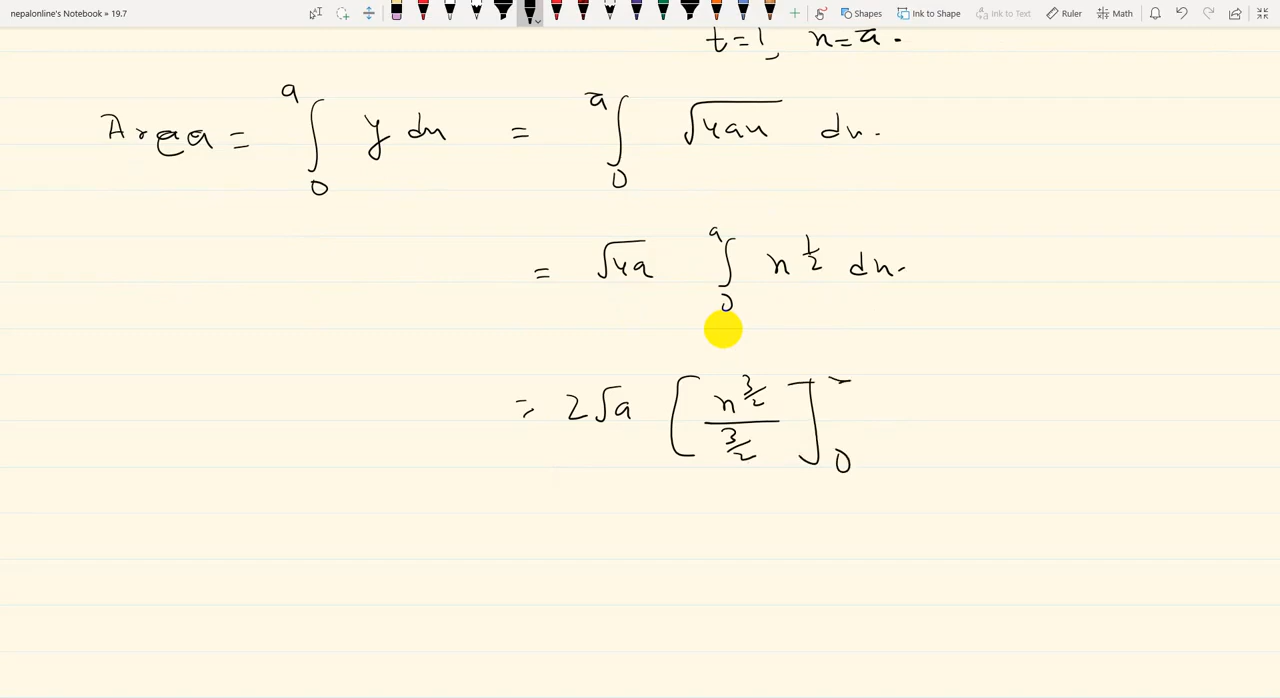 nepalonline's Notebook » 19.7
Shapes Ink to Shape Ink to Text Ruler Math
t=1, x=a.
Area = ∫₀ᵃ y dx = ∫₀ᵃ √4ax dx.
= √4a ∫₀ᵃ x^1/2 dx.
= 2√a [x^3/2 / 3/2]₀